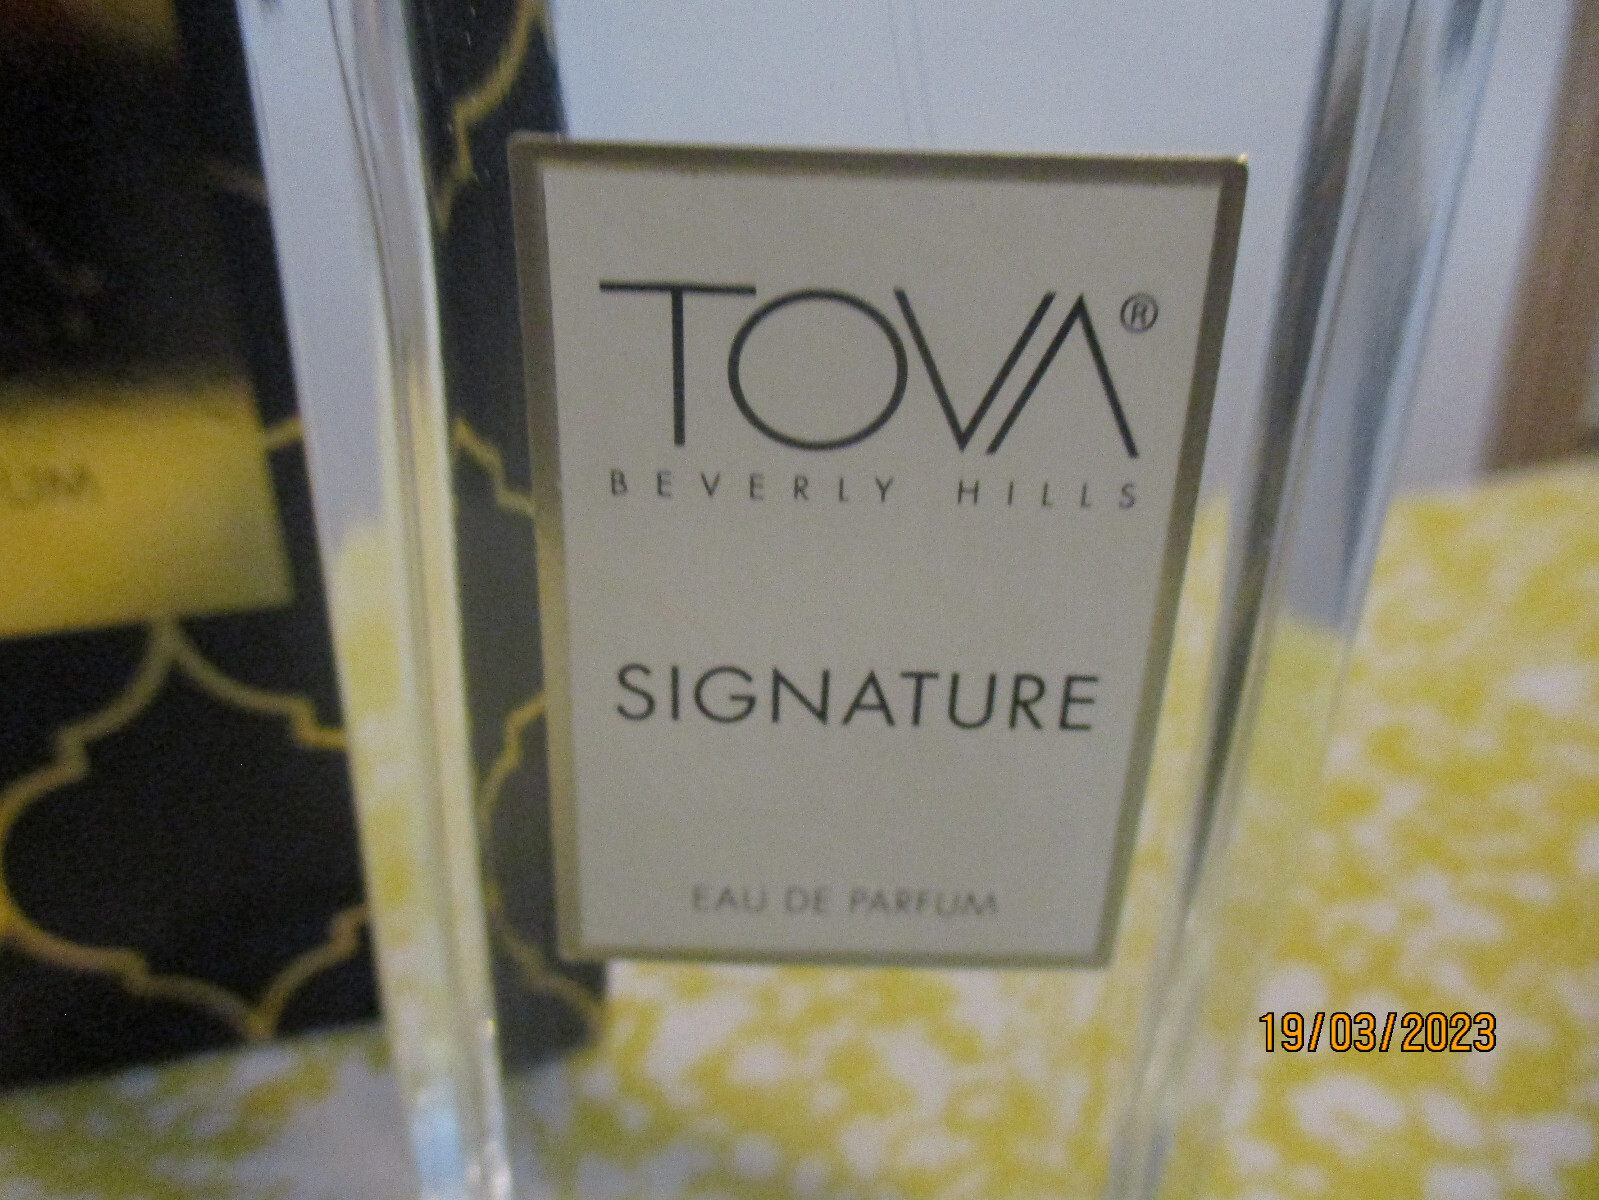 TOVA®
BEVERLY HILLS
SIGNATURE
EAU DE PARFUM
19/03/2023